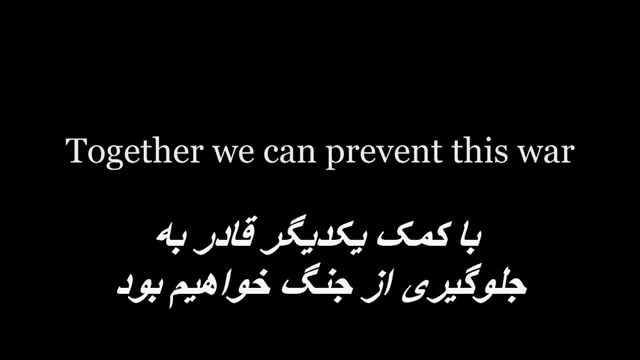 Together we can prevent this war
با کمک یکدیگر قادر به
جلوگیری از جنگ خواهیم بود